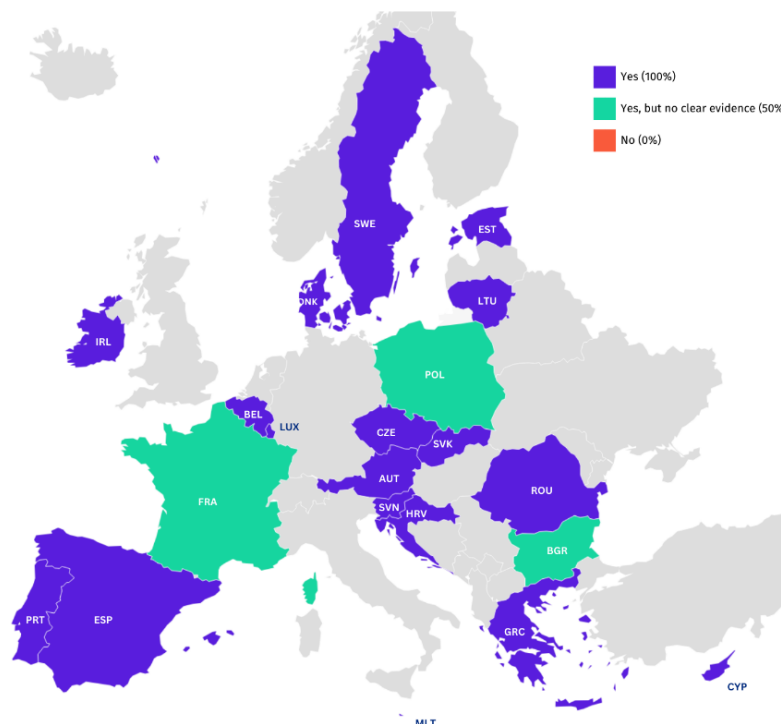 Yes (100%)
Yes, but no clear evidence (50%
No (0%)
SWE
EST
DNK
LTU
IRL
POL
BEL
LUX
CZE
SVK
AUT
ROU
FRA
SVN
HRV
BGR
PRT
ESP
GRC
CYP
MLT